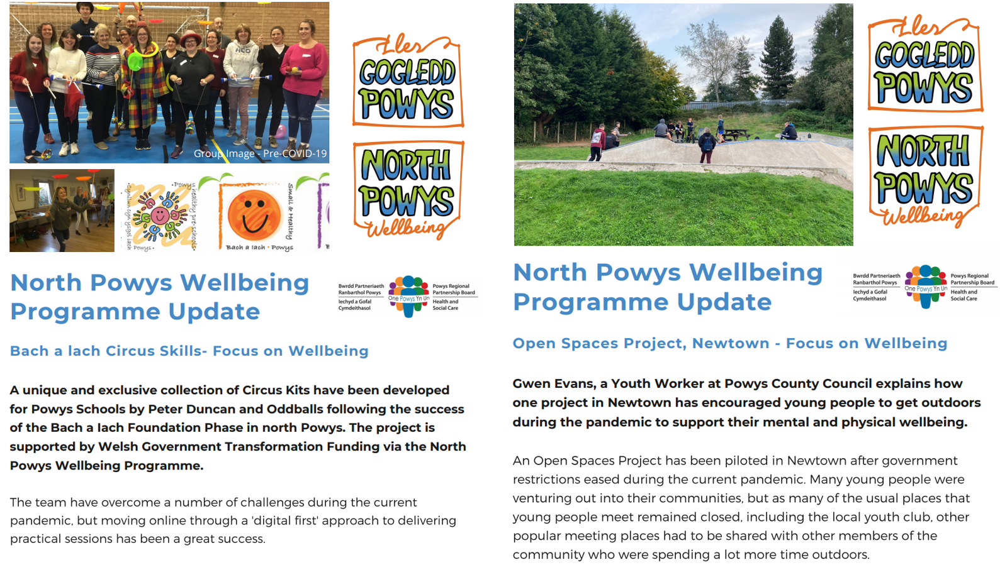 HCO
Group Image - Pre-COVID-19
Cynllun cyn ysgol iach
Powys
•Powys healthy pre-schools•
Powys•
Small & Healthy
Bach a Iach • Powys
B
Iles
GOGLEDD
POWYS
NORTH
POWYS
Wellbeing
North Powys Wellbeing
Programme Update
Bwrdd Partneriaeth
Ranbarthol Powys
Iechyd a Gofal
Cymdeithasol
One Powys Yn Un
Powys Regional
Partnership Board
Health and
Social Care
Bach a Iach Circus Skills- Focus on Wellbeing
A unique and exclusive collection of Circus Kits have been developed
for Powys Schools by Peter Duncan and Oddballs following the success
of the Bach a Iach Foundation Phase in north Powys. The project is
supported by Welsh Government Transformation Funding via the North
Powys Wellbeing Programme.
The team have overcome a number of challenges during the current
pandemic, but moving online through a 'digital first' approach to delivering
practical sessions has been a great success.
Iles
GOGLEDD
POWYS
NORTH
POWYS
Wellbeing
North Powys Wellbeing
Programme Update
Bwrdd Partneriaeth
Ranbarthol Powys
Iechyd a Gofal
Cymdeithasol
One Powys Yn Un
Powys Regional
Partnership Board
Health and
Social Care
Open Spaces Project, Newtown - Focus on Wellbeing
Gwen Evans, a Youth Worker at Powys County Council explains how
one project in Newtown has encouraged young people to get outdoors
during the pandemic to support their mental and physical wellbeing.
An Open Spaces Project has been piloted in Newtown after government
restrictions eased during the current pandemic. Many young people were
venturing out into their communities, but as many of the usual places that
young people meet remained closed, including the local youth club, other
popular meeting places had to be shared with other members of the
community who were spending a lot more time outdoors.